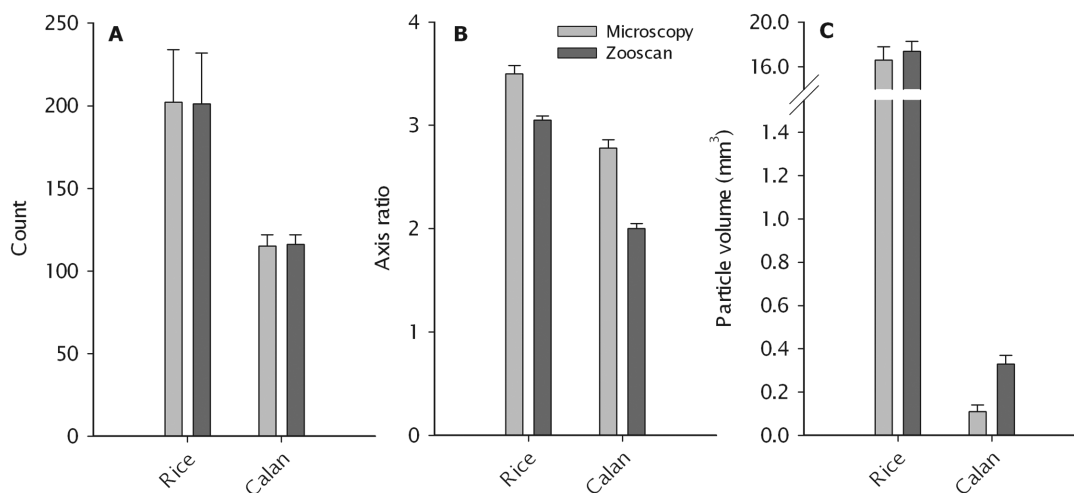 A
Count
250
200
150
100
50
0
Rice
Calan
B
Microscopy
Zooscan
Axis ratio
4
3
2
1
0
Rice
Calan
C
Particle volume (mm³)
20.0
16.0
1.4
1.2
1.0
0.8
0.6
0.4
0.2
0.0
Rice
Calan